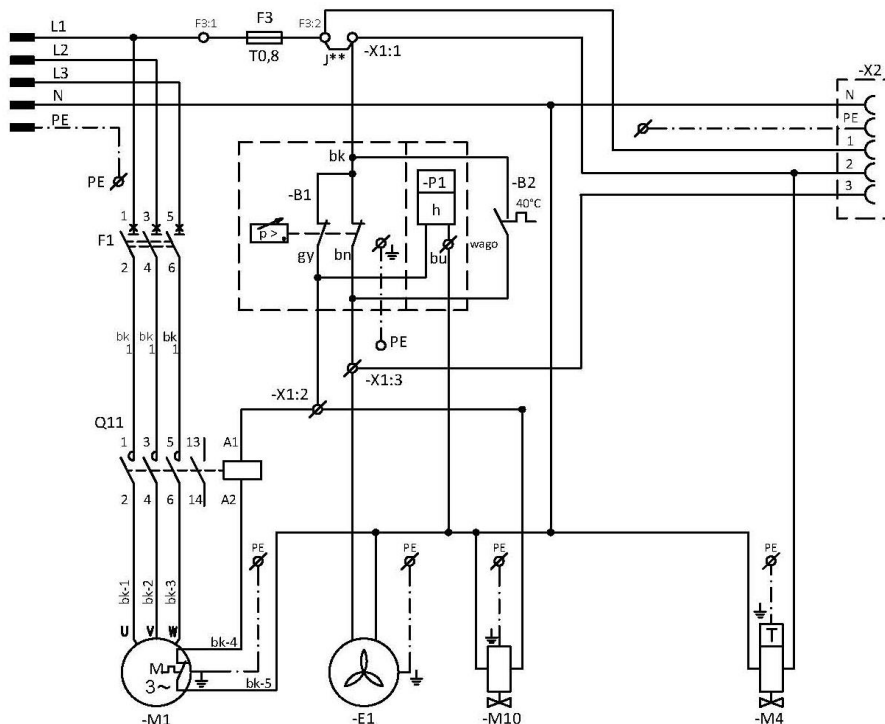 L1
F3:1
F3
F3:2
T0,8
J**
-X1:1
L2
L3
N
PE
-X2
N
PE
1
2
3
PE
bk
-B1
-P1
h
-B2
40°C
p >
wago
gy
bn
bu
1 3 5
F1
2 4 6
PE
bk 1
bk 1
bk 1
-X1:3
-X1:2
Q11
1 3 5 13 A1
2 4 6 14 A2
PE
PE
PE
PE
bk-1
bk-2
bk-3
U V W
bk-4
M
3~
bk-5
T
-M1
-E1
-M10
-M4